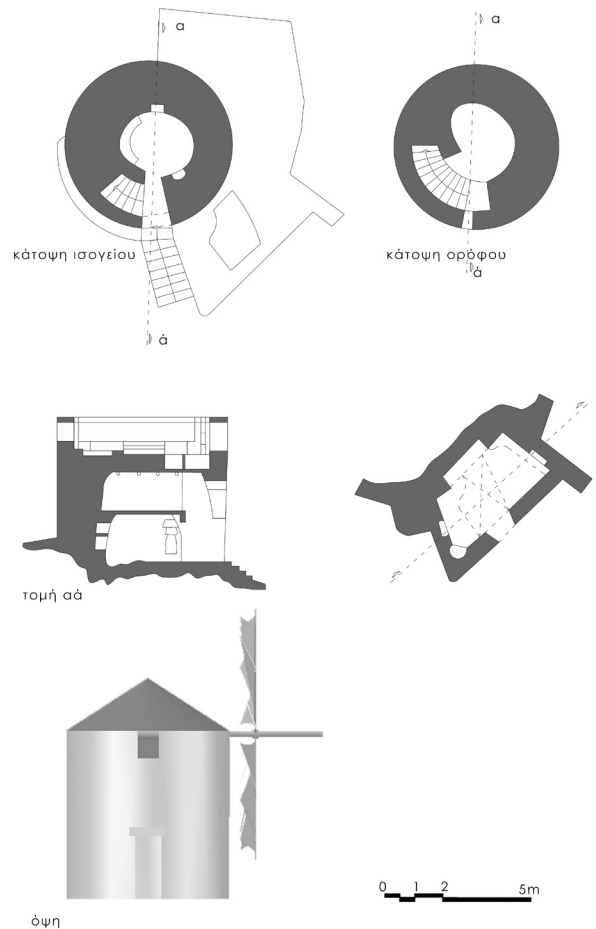 α
α
κάτοψη ισογείου
κάτοψη ορόφου
ά
ά
τομή αά
0 1 2 5m
όψη